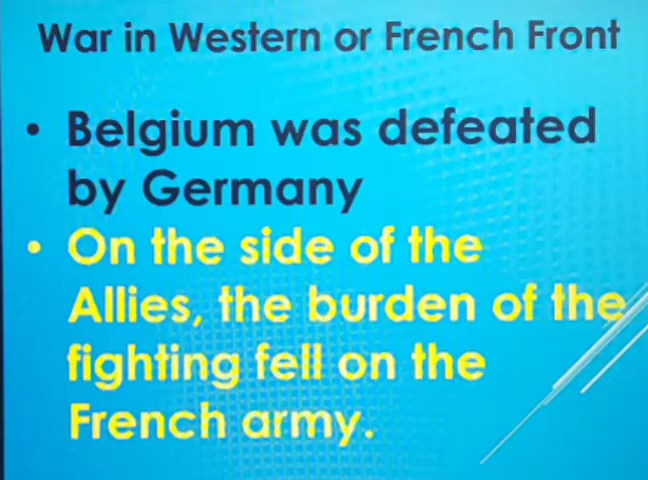 War in Western or French Front
• Belgium was defeated
by Germany
• On the side of the
Allies, the burden of the
fighting fell on the
French army.